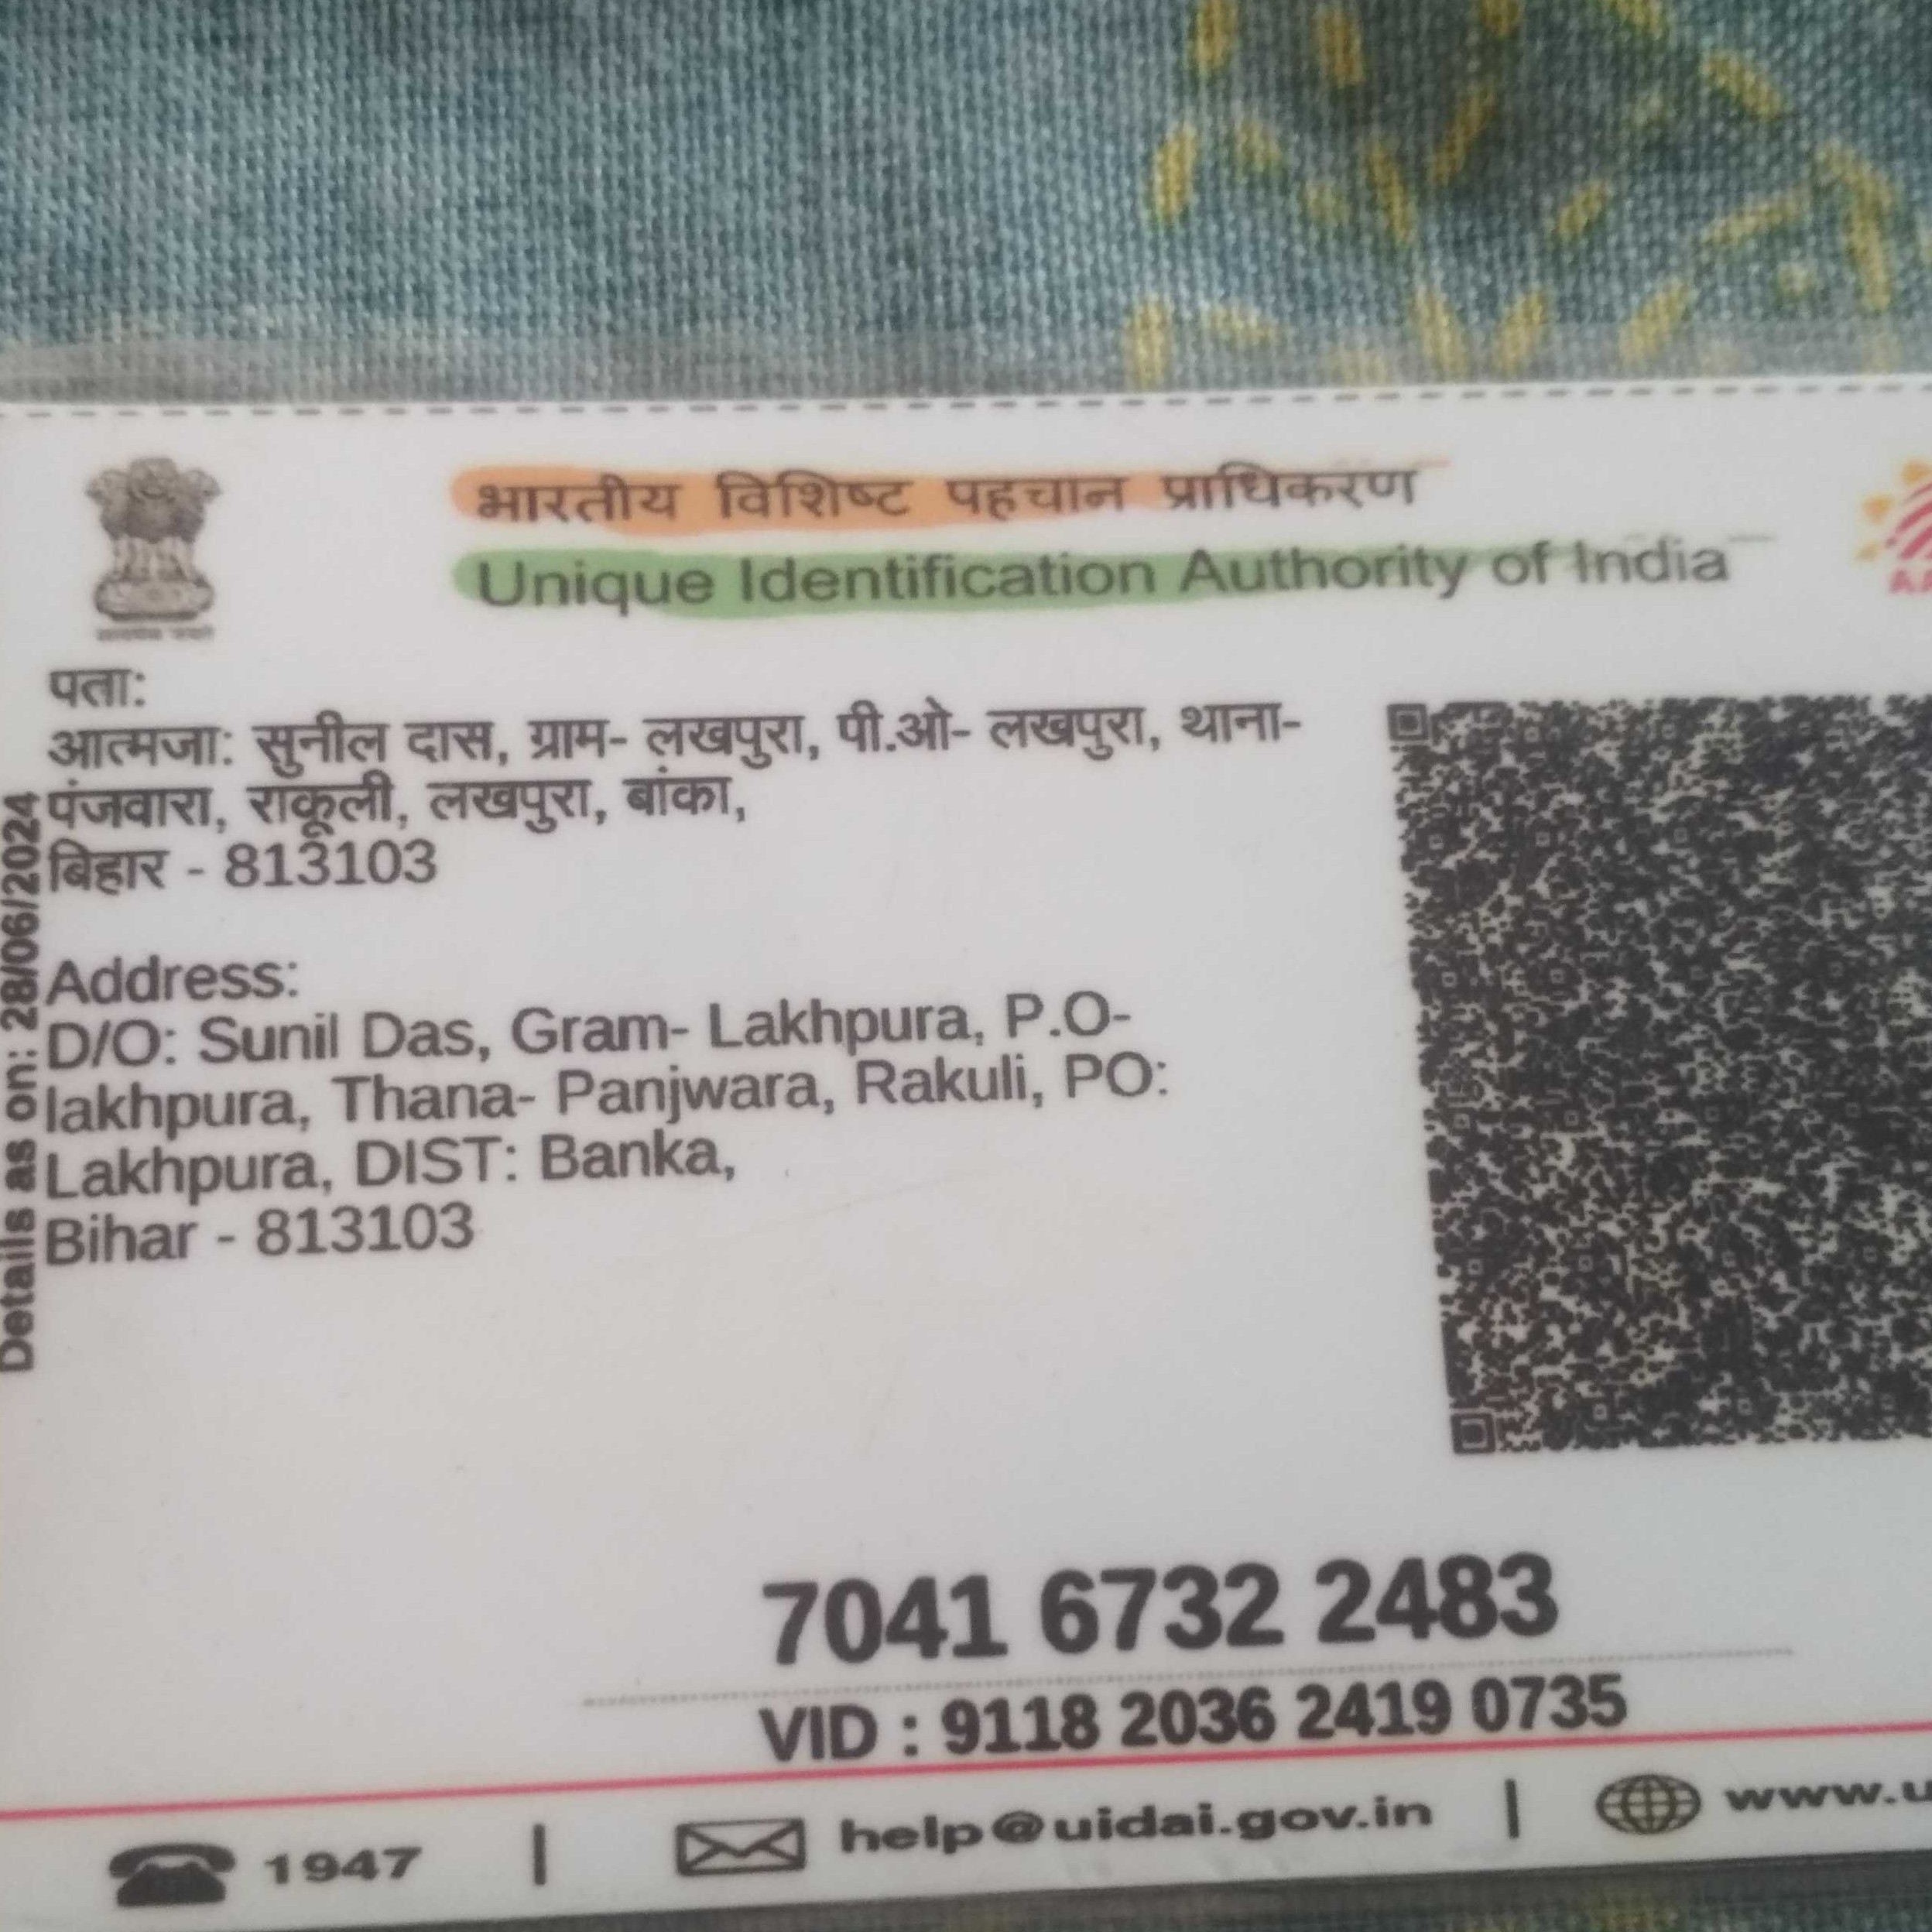 भारतीय विशिष्ट पहचान प्राधिकरण
Unique Identification Authority of India
पता:
आत्मजा: सुनील दास, ग्राम- लखपुरा, पी.ओ- लखपुरा, थाना-
पंजवारा, राकूली, लखपुरा, बांका,
बिहार - 813103
Address:
D/O: Sunil Das, Gram- Lakhpura, P.O-
lakhpura, Thana- Panjwara, Rakuli, PO:
Lakhpura, DIST: Banka,
Bihar - 813103
Details as on: 28/06/2024
7041 6732 2483
VID : 9118 2036 2419 0735
1947 | help@uidai.gov.in | www.u